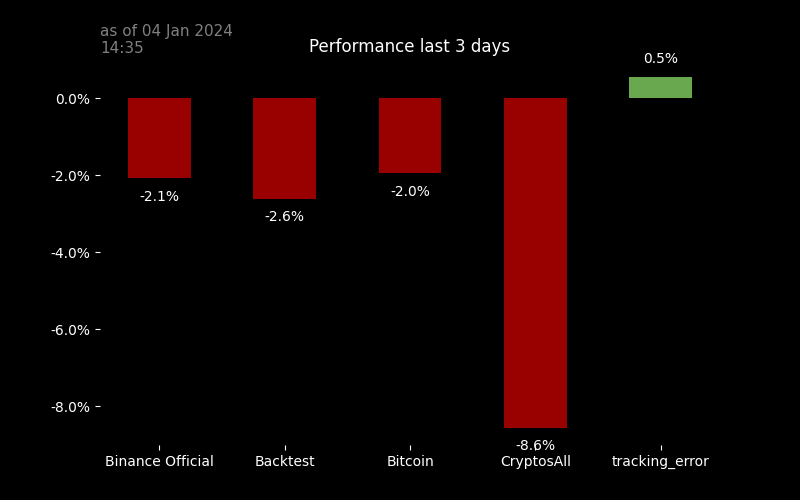 as of 04 Jan 2024
14:35
Performance last 3 days
0.5%
0.0%
-2.0%
-2.1%
-2.6%
-2.0%
-4.0%
-6.0%
-8.0%
-8.6%
Binance Official
Backtest
Bitcoin
CryptosAll
tracking_error